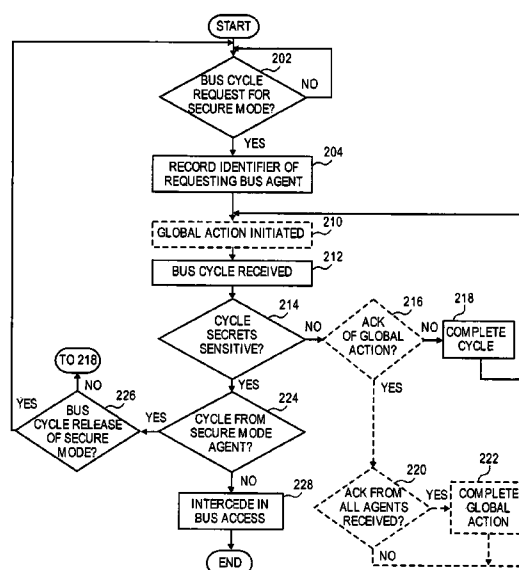 START
202
BUS CYCLE
REQUEST FOR
SECURE MODE?
NO
YES
204
RECORD IDENTIFIER OF
REQUESTING BUS AGENT
210
GLOBAL ACTION INITIATED
212
BUS CYCLE RECEIVED
214
CYCLE
SECRETS
SENSITIVE?
NO
YES
216
ACK
OF GLOBAL
ACTION?
NO
YES
218
COMPLETE
CYCLE
TO 218
NO
226
YES
BUS
CYCLE RELEASE
OF SECURE
MODE?
YES
224
CYCLE FROM
SECURE MODE
AGENT?
NO
220
ACK FROM
ALL AGENTS
RECEIVED?
YES
NO
222
COMPLETE
GLOBAL
ACTION
228
INTERCEDE IN
BUS ACCESS
END